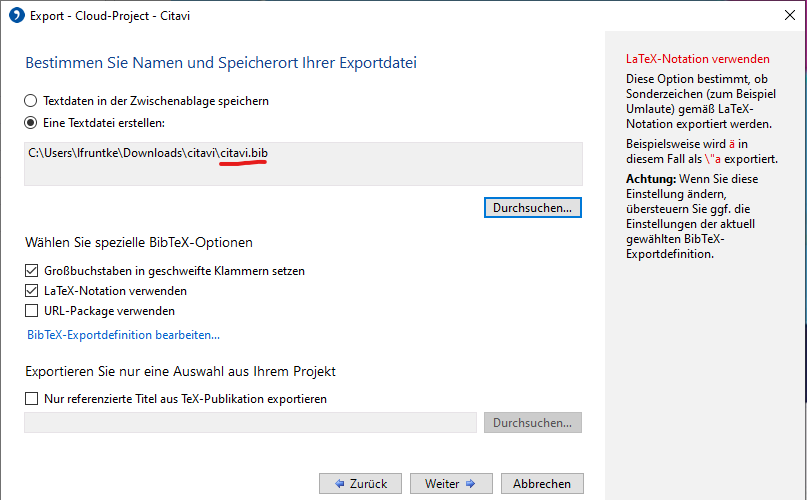 Export - Cloud-Project - Citavi
Bestimmen Sie Namen und Speicherort Ihrer Exportdatei
Textdaten in der Zwischenablage speichern
Eine Textdatei erstellen:
C:\Users\lfruntke\Downloads\citavi\citavi.bib
Durchsuchen...
Wählen Sie spezielle BibTeX-Optionen
Großbuchstaben in geschweifte Klammern setzen
LaTeX-Notation verwenden
URL-Package verwenden
BibTeX-Exportdefinition bearbeiten...
Exportieren Sie nur eine Auswahl aus Ihrem Projekt
Nur referenzierte Titel aus TeX-Publikation exportieren
Durchsuchen...
Zurück
Weiter
Abbrechen
LaTeX-Notation verwenden
Diese Option bestimmt, ob
Sonderzeichen (zum Beispiel
Umlaute) gemäß LaTeX-
Notation exportiert werden.
Beispielsweise wird ä in
diesem Fall als \"a exportiert.
Achtung: Wenn Sie diese
Einstellung ändern,
übersteuern Sie ggf. die
Einstellungen der aktuell
gewählten BibTeX-
Exportdefinition.